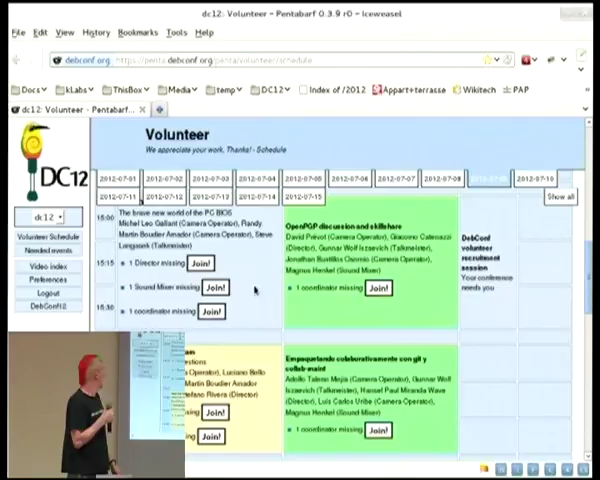 dc12: Volunteer - Pentabarf 0.3.9 r0 - Iceweasel
File Edit View History Bookmarks Tools Help
debconf.org https://penta.debconf.org/penta/volunteer/schedule
Docs kLabs ThisBox Media temp DC12 Index of /2012 Appart+terasse Wikitech PAP
dc12: Volunteer - Pentabarf...
Volunteer
We appreciate your work. Thanks! - Schedule
DC12
2012-07-01 2012-07-02 2012-07-03 2012-07-04 2012-07-05 2012-07-06 2012-07-07 2012-07-08 2012-07-10
2012-07-11 2012-07-12 2012-07-13 2012-07-14 2012-07-15 Show all
dc12
Volunteer Schedule
Needed events
Video index
Preferences
Logout
DebConf12
15:00
The brave new world of the PC BIOS
Michel Leo Gallant (Camera Operator), Randy
Martin Boudier Amador (Camera Operator), Steve
Langasek (Talkmeister)
15:15
1 Director missing Join!
1 Sound Mixer missing Join!
15:30
1 coordinator missing Join!
OpenPGP discussion and skillshare
David Prévot (Camera Operator), Giacomo Catenazzi
(Director), Gunnar Wolf Iszaevich (Talkmeister),
Jonathan Bustillos Osornio (Camera Operator),
Magnus Henkel (Sound Mixer)
1 coordinator missing Join!
DebConf
volunteer
recruitment
session
Your conference
needs you
am
estions
s Operator), Luciano Bello
Martin Boudier Amador
tefano Rivera (Director)
ing Join!
ing Join!
Empaquetando colaborativamente con git y
collab-maint
Adolfo Talens Mejia (Camera Operator), Gunnar Wolf
Iszaevich (Talkmeister), Hansel Paul Miranda Wave
(Director), Luis Carlos Uribe (Camera Operator),
Magnus Henkel (Sound Mixer)
1 coordinator missing Join!